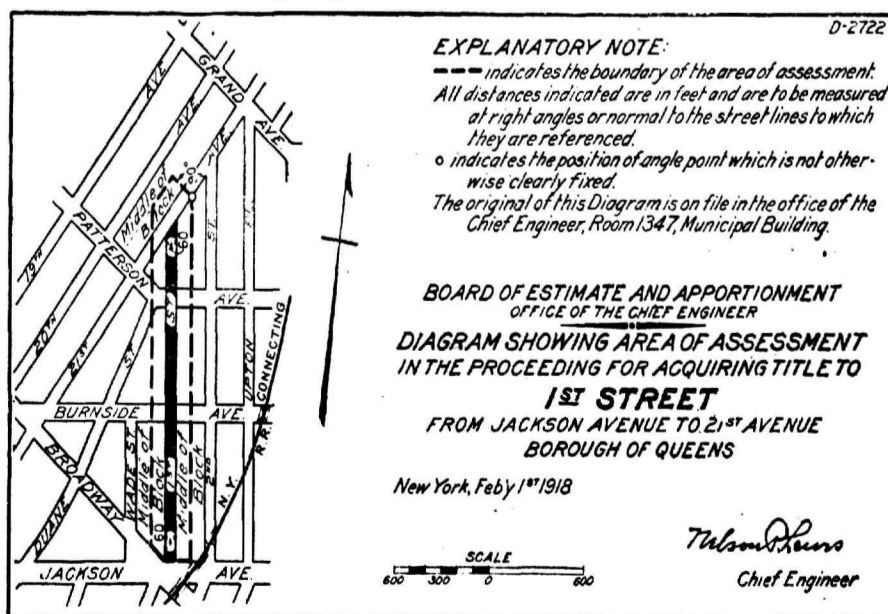 D-2722
EXPLANATORY NOTE:
indicates the boundary of the area of assessment.
All distances indicated are in feet and are to be measured
at right angles or normal to the street lines to which
they are referenced.
o indicates the position of angle point which is not other-
wise clearly fixed.
The original of this Diagram is on file in the office of the
Chief Engineer, Room 1347, Municipal Building.
BOARD OF ESTIMATE AND APPORTIONMENT
OFFICE OF THE CHIEF ENGINEER
DIAGRAM SHOWING AREA OF ASSESSMENT
IN THE PROCEEDING FOR ACQUIRING TITLE TO
1ST STREET
FROM JACKSON AVENUE TO 21ST AVENUE
BOROUGH OF QUEENS
New York, Feb'y 1ST 1918
Chief Engineer
SCALE
600 300 0 600
GRAND AVE.
AVE.
AVE.
AVE.
Middle of
Block
90°
ST.
PATTERSON AVE.
60
ST.
19TH
20TH
21ST
ST.
UPTON
N.Y. CONNECTING R.R.
BURNSIDE AVE.
BROADWAY
WADE ST.
Middle of
Block
1ST
Middle of
Block
2ND
60
DUANE
JACKSON AVE.